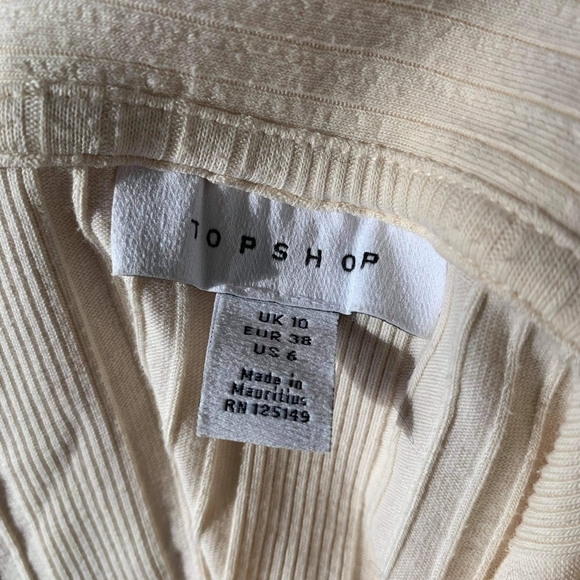 TOPSHOP
UK 10
EUR 38
US 6
Made in
Mauritius
RN 125149